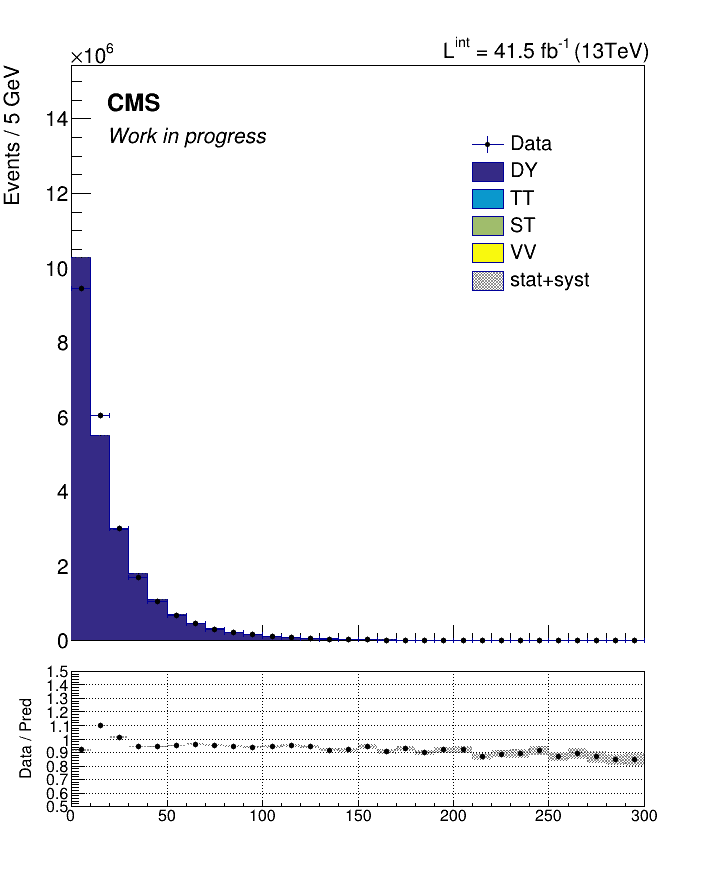 ×10⁶
L^int = 41.5 fb⁻¹ (13TeV)
Events / 5 GeV
CMS
Work in progress
Data
DY
TT
ST
VV
stat+syst
14
12
10
8
6
4
2
0
Data / Pred
1.5
1.4
1.3
1.2
1.1
1
0.9
0.8
0.7
0.6
0.5
0 50 100 150 200 250 300